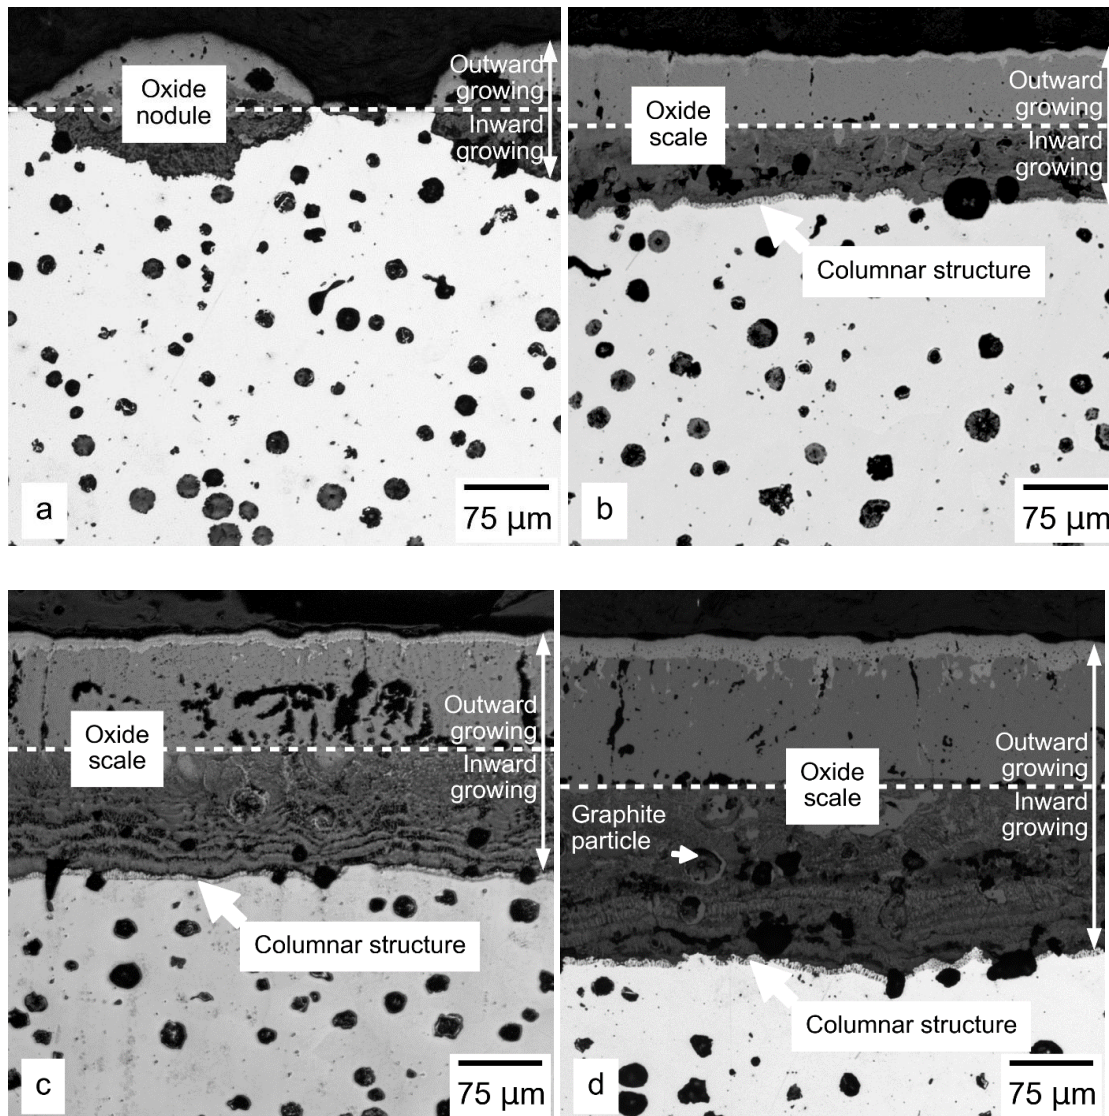 Oxide
nodule
Outward
growing
Inward
growing
a
75 µm
Oxide
scale
Outward
growing
Inward
growing
Columnar structure
b
75 µm
Oxide
scale
Outward
growing
Inward
growing
Columnar structure
c
75 µm
Oxide
scale
Outward
growing
Inward
growing
Graphite
particle
Columnar structure
d
75 µm